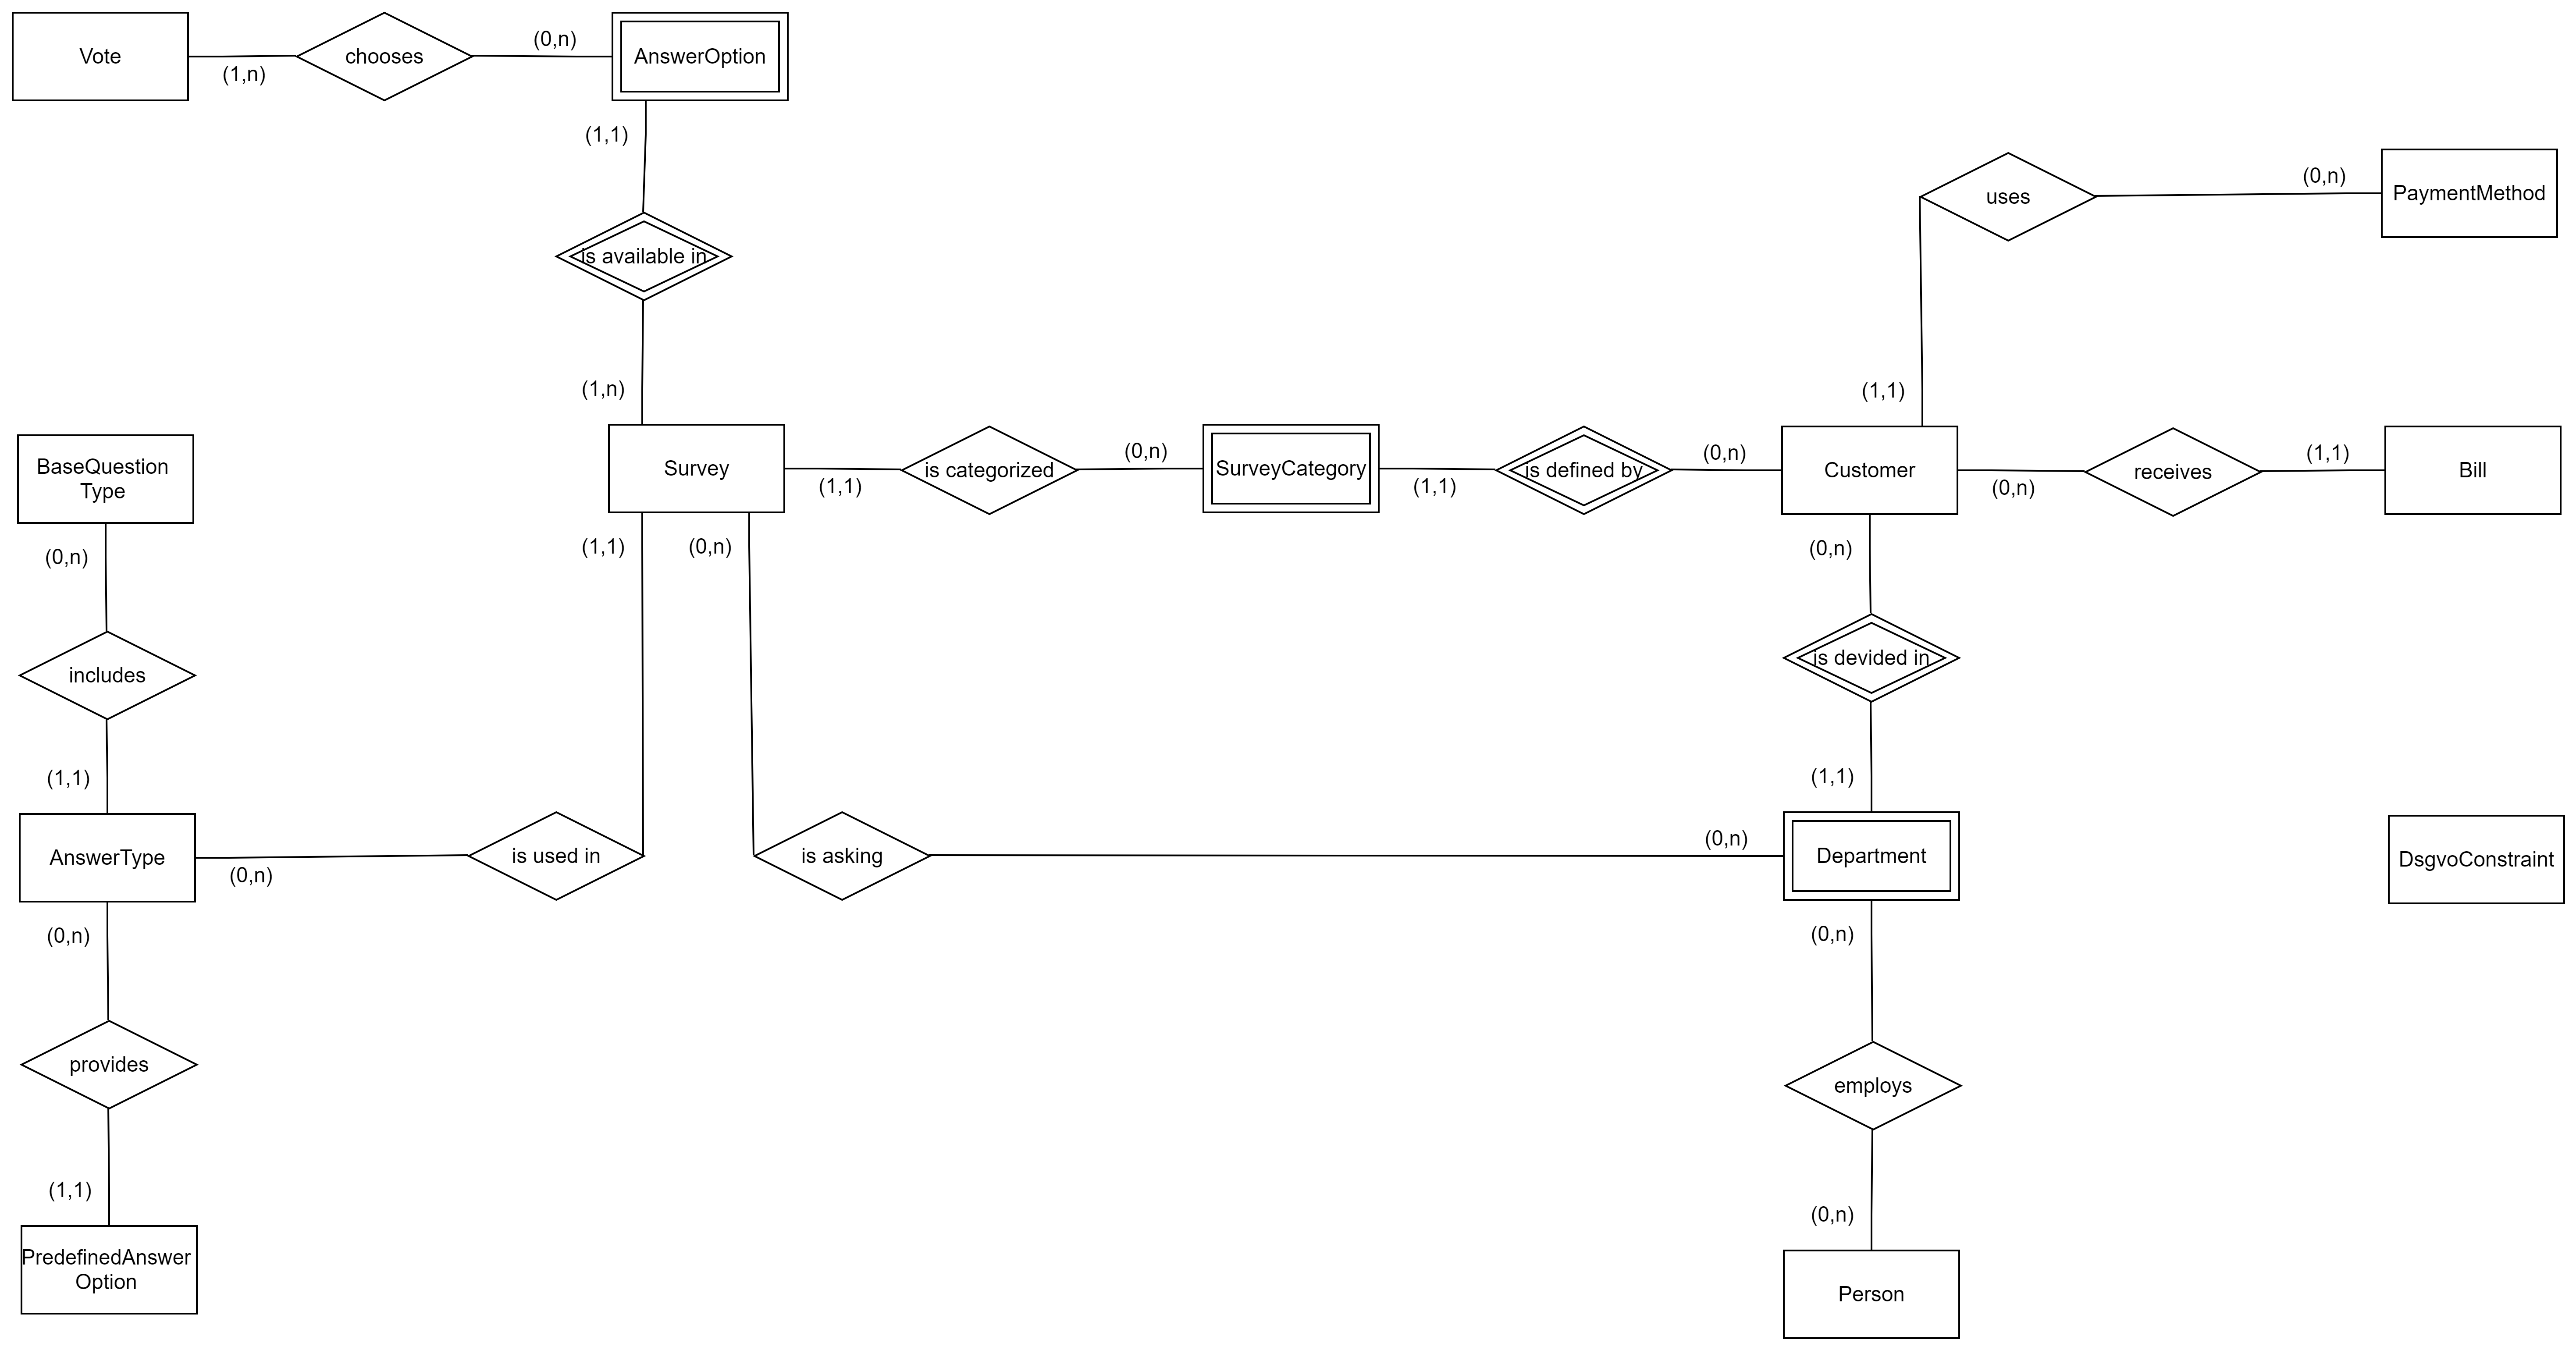 Vote
(1,n)
chooses
(0,n)
AnswerOption
(1,1)
is available in
(1,n)
uses
(0,n)
PaymentMethod
(1,1)
BaseQuestion
Type
Survey
(1,1)
is categorized
(0,n)
SurveyCategory
(1,1)
is defined by
(0,n)
Customer
(0,n)
receives
(1,1)
Bill
(0,n)
(1,1)
(0,n)
(0,n)
includes
is devided in
(1,1)
(1,1)
AnswerType
(0,n)
is used in
is asking
(0,n)
Department
DsgvoConstraint
(0,n)
(0,n)
provides
employs
(1,1)
(0,n)
PredefinedAnswer
Option
Person